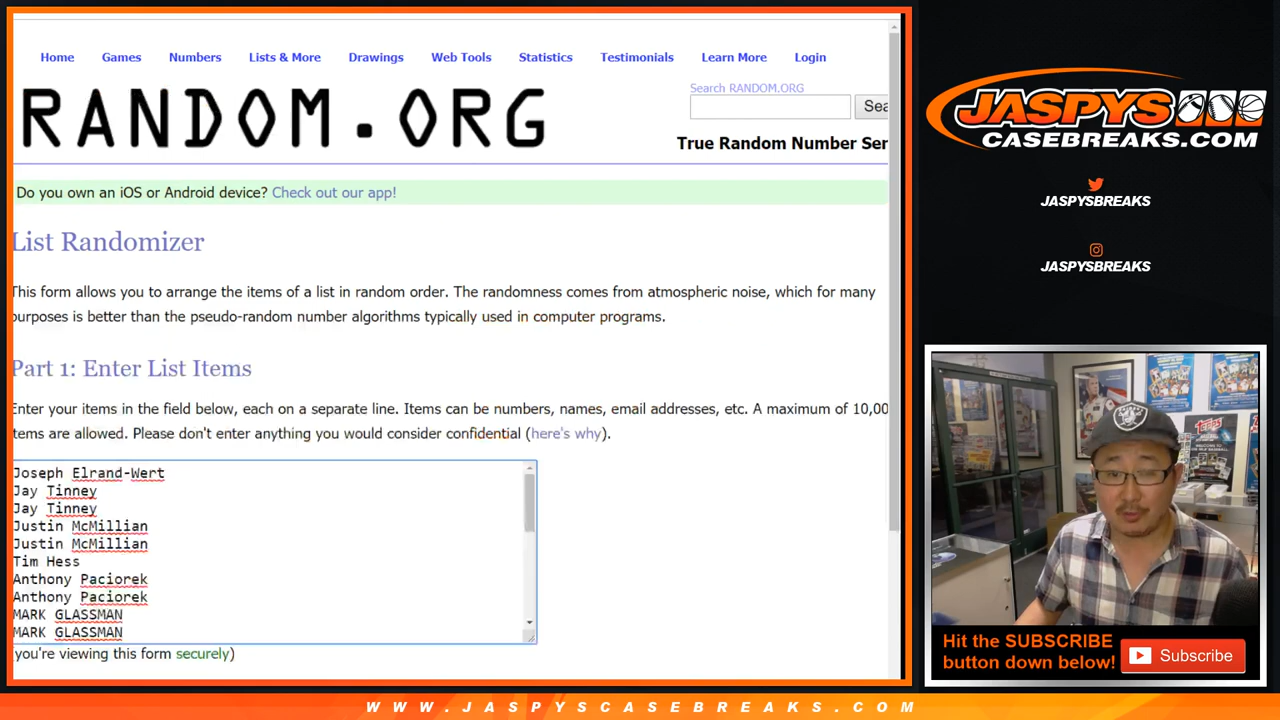 Home Games Numbers Lists & More Drawings Web Tools Statistics Testimonials Learn More Login
RANDOM.ORG
Search RANDOM.ORG
Sea
True Random Number Ser
Do you own an iOS or Android device? Check out our app!
List Randomizer
This form allows you to arrange the items of a list in random order. The randomness comes from atmospheric noise, which for many
purposes is better than the pseudo-random number algorithms typically used in computer programs.
Part 1: Enter List Items
Enter your items in the field below, each on a separate line. Items can be numbers, names, email addresses, etc. A maximum of 10,00
items are allowed. Please don't enter anything you would consider confidential (here's why).
Joseph Elrand-Wert
Jay Tinney
Jay Tinney
Justin McMillian
Justin McMillian
Tim Hess
Anthony Paciorek
Anthony Paciorek
MARK GLASSMAN
MARK GLASSMAN
you're viewing this form securely)
JASPYS
CASEBREAKS.COM
JASPYSBREAKS
JASPYSBREAKS
RAIDERS
topps
Hit the SUBSCRIBE
button down below!
Subscribe
WWW.JASPYSCASEBREAKS.COM